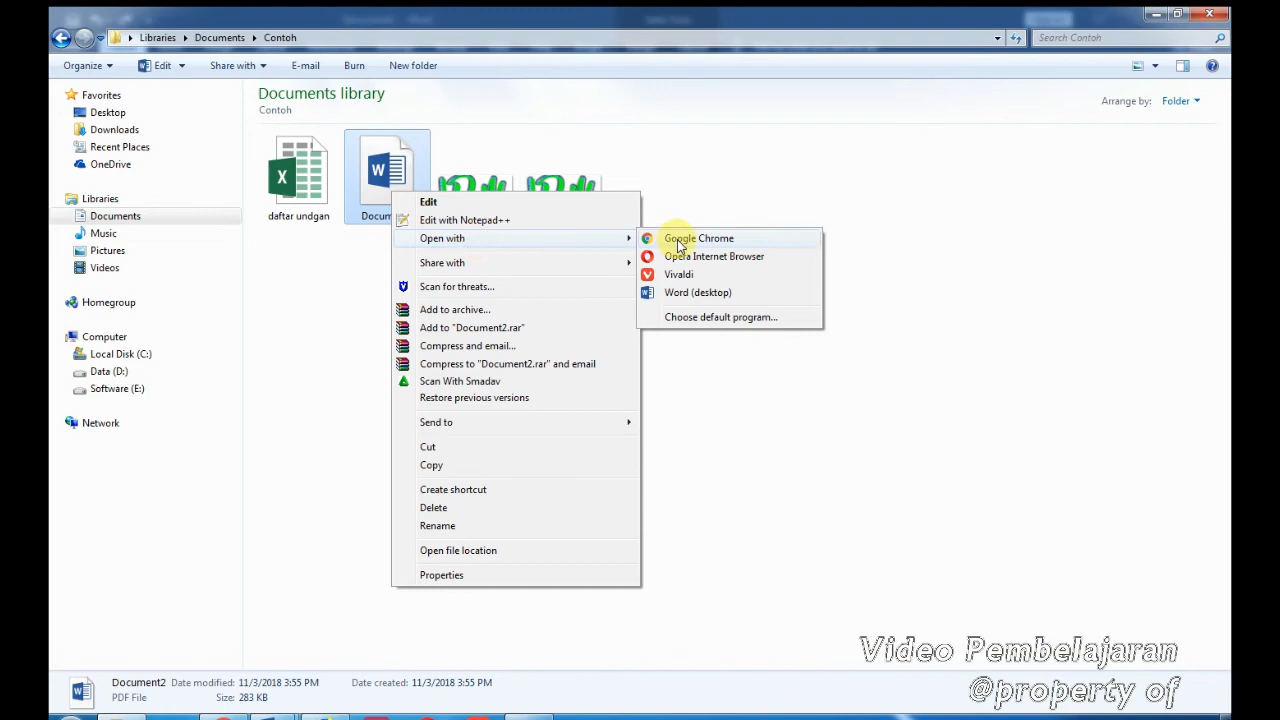 Libraries Documents Contoh
Search Contoh
Organize Edit Share with E-mail Burn New folder
Favorites
Desktop
Downloads
Recent Places
OneDrive
Libraries
Documents
Music
Pictures
Videos
Homegroup
Computer
Local Disk (C:)
Data (D:)
Software (E:)
Network
Documents library
Contoh
Arrange by: Folder
daftar undgan
Edit
Edit with Notepad++
Open with
Share with
Scan for threats...
Add to archive...
Add to "Document2.rar"
Compress and email...
Compress to "Document2.rar" and email
Scan With Smadav
Restore previous versions
Send to
Cut
Copy
Create shortcut
Delete
Rename
Open file location
Properties
Google Chrome
Opera Internet Browser
Vivaldi
Word (desktop)
Choose default program...
Document2 Date modified: 11/3/2018 3:55 PM Date created: 11/3/2018 3:55 PM
PDF File Size: 283 KB
Video Pembelajaran
@property of